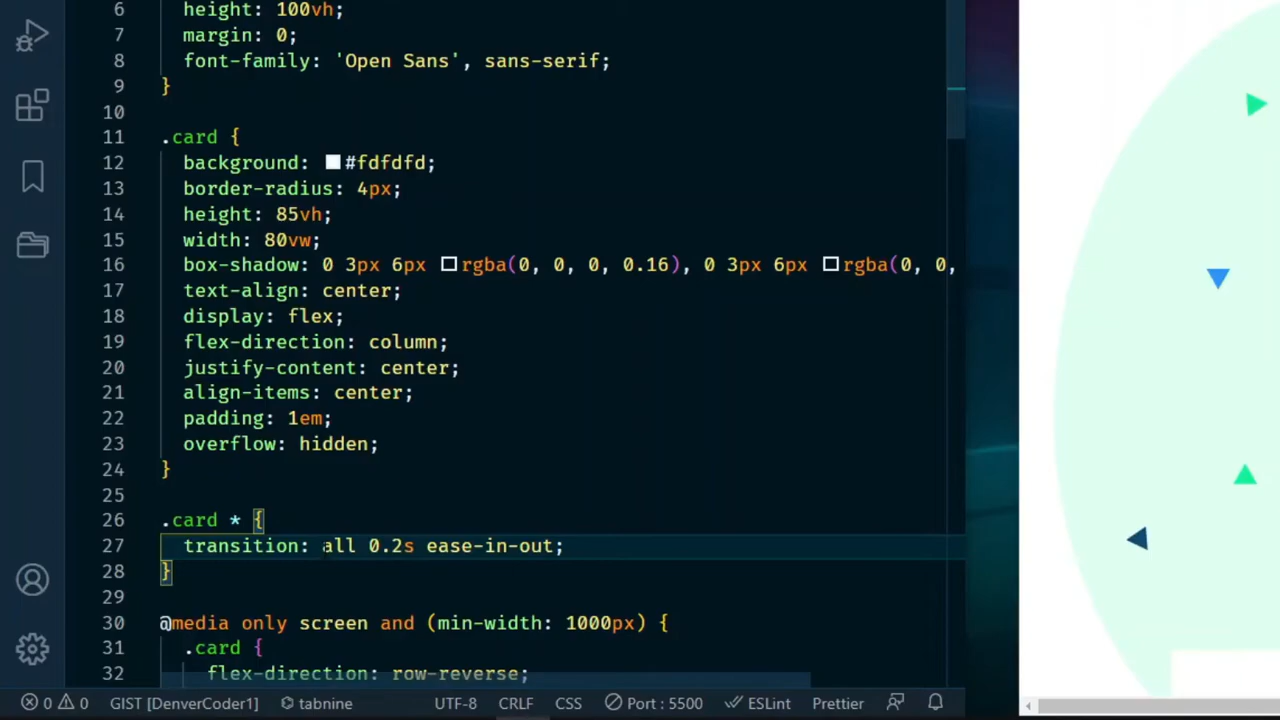 6 height: 100vh;
7 margin: 0;
8 font-family: 'Open Sans', sans-serif;
9 }
10
11 .card {
12 background: #fdfdfd;
13 border-radius: 4px;
14 height: 85vh;
15 width: 80vw;
16 box-shadow: 0 3px 6px rgba(0, 0, 0, 0.16), 0 3px 6px rgba(0, 0,
17 text-align: center;
18 display: flex;
19 flex-direction: column;
20 justify-content: center;
21 align-items: center;
22 padding: 1em;
23 overflow: hidden;
24 }
25
26 .card * {
27 transition: all 0.2s ease-in-out;
28 }
29
30 @media only screen and (min-width: 1000px) {
31 .card {
32 flex-direction: row-reverse;
0 0 GIST [DenverCoder1] tabnine UTF-8 CRLF CSS Port : 5500 ESLint Prettier